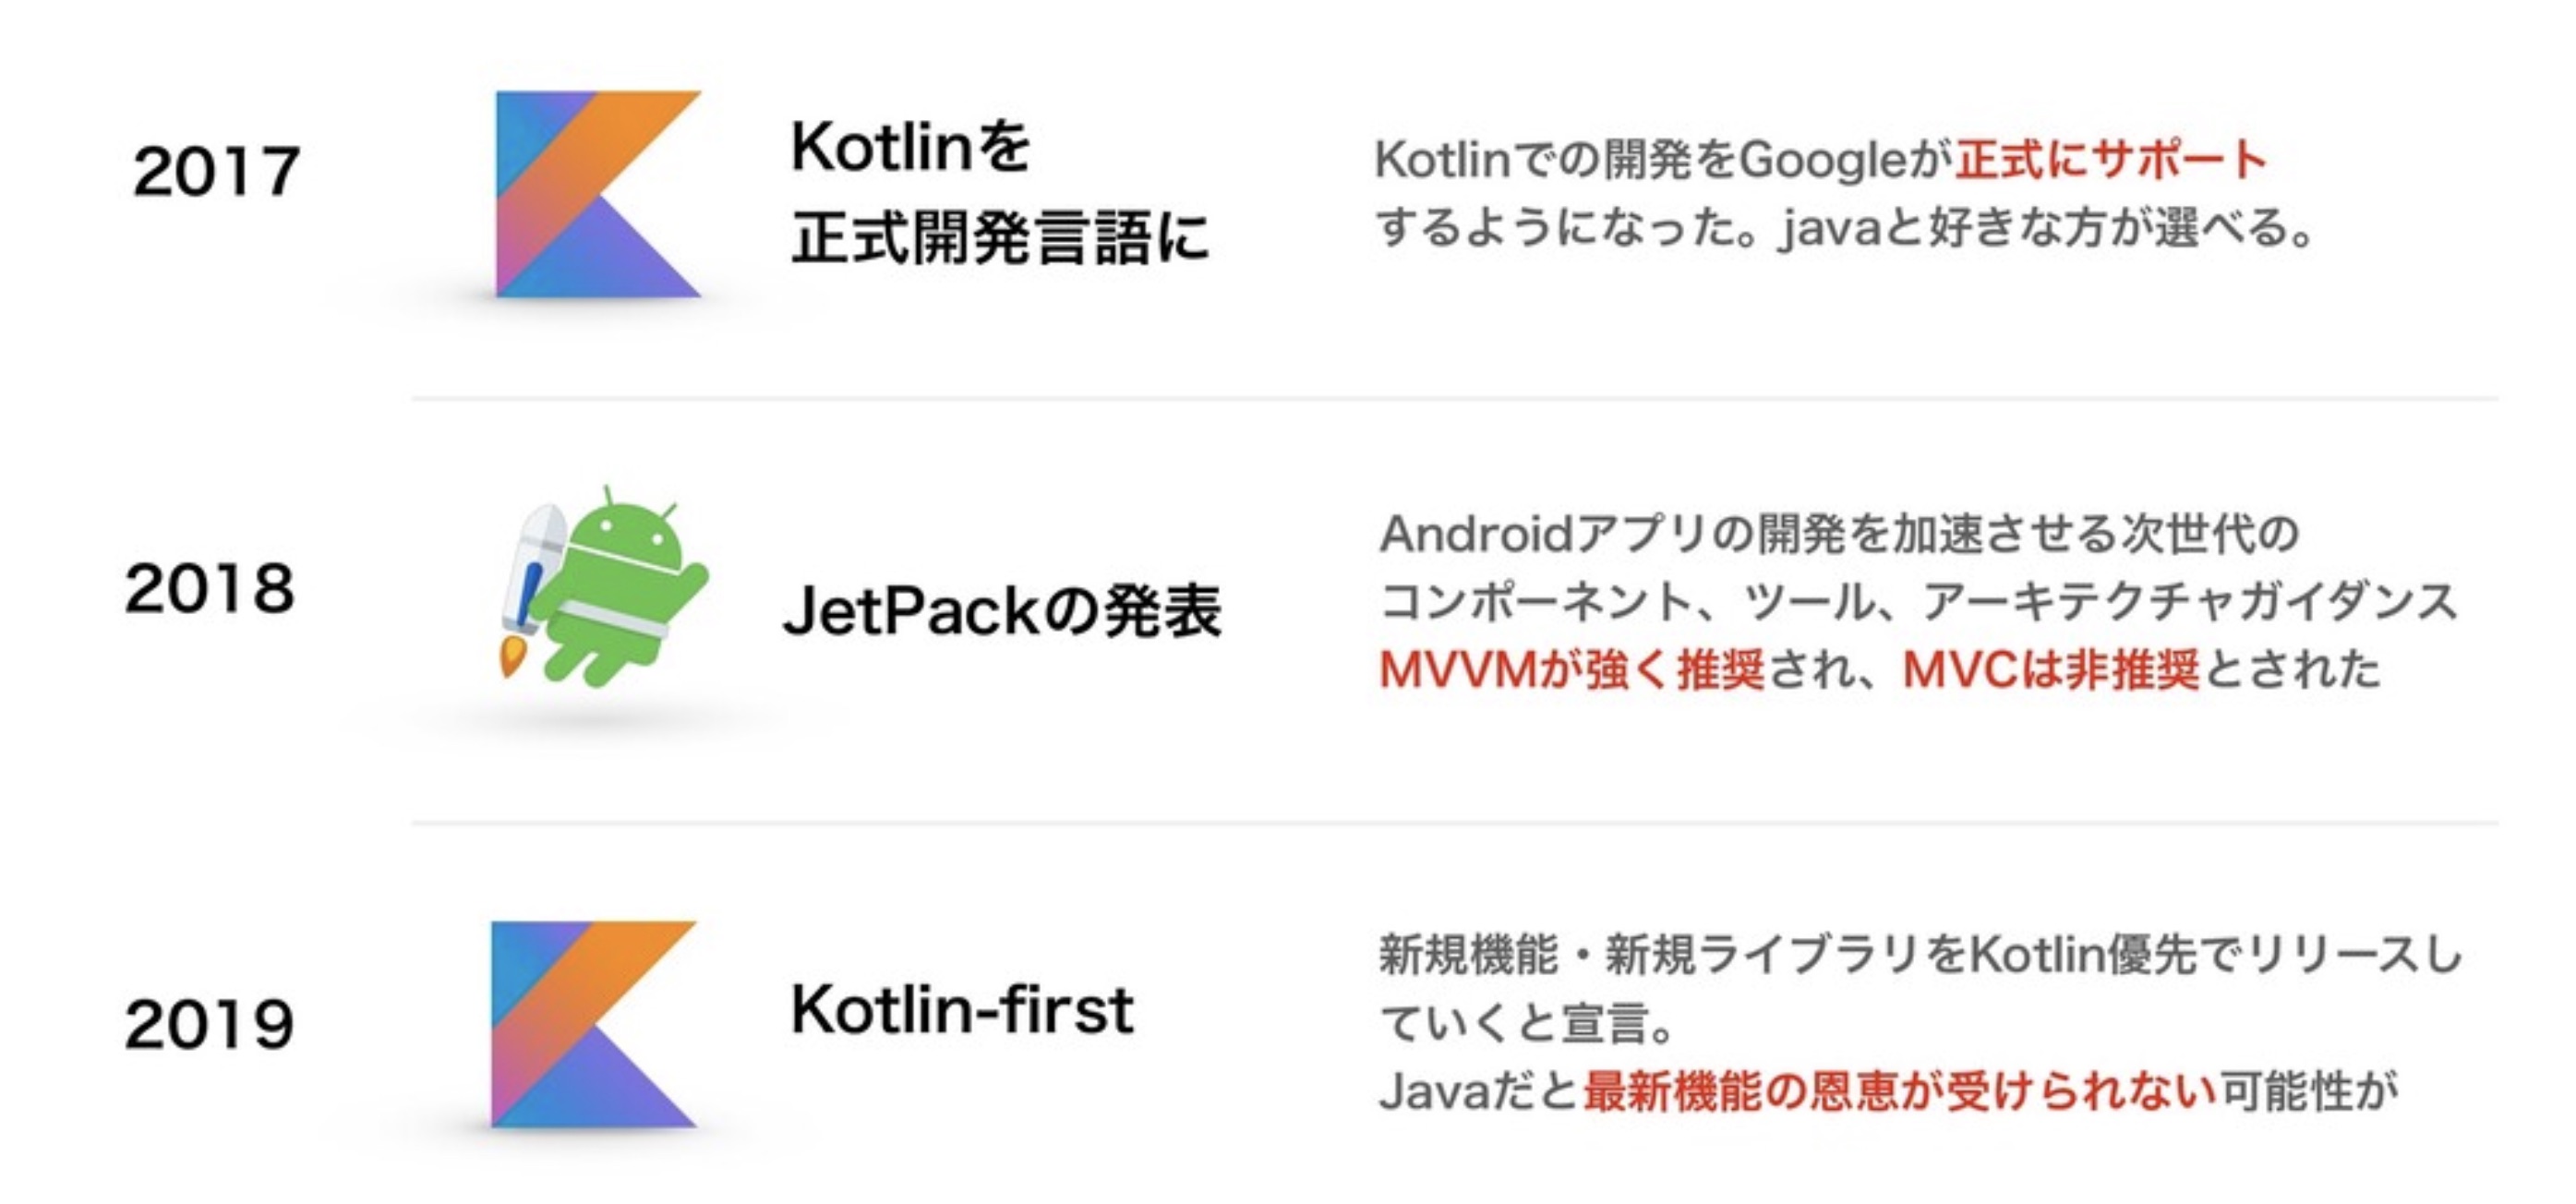 2017
Kotlinを
正式開発言語に
Kotlinでの開発をGoogleが正式にサポート
するようになった。javaと好きな方が選べる。
2018
JetPackの発表
Androidアプリの開発を加速させる次世代の
コンポーネント、ツール、アーキテクチャガイダンス
MVVMが強く推奨され、MVCは非推奨とされた
2019
Kotlin-first
新規機能・新規ライブラリをKotlin優先でリリースし
ていくと宣言。
Javaだと最新機能の恩恵が受けられない可能性が